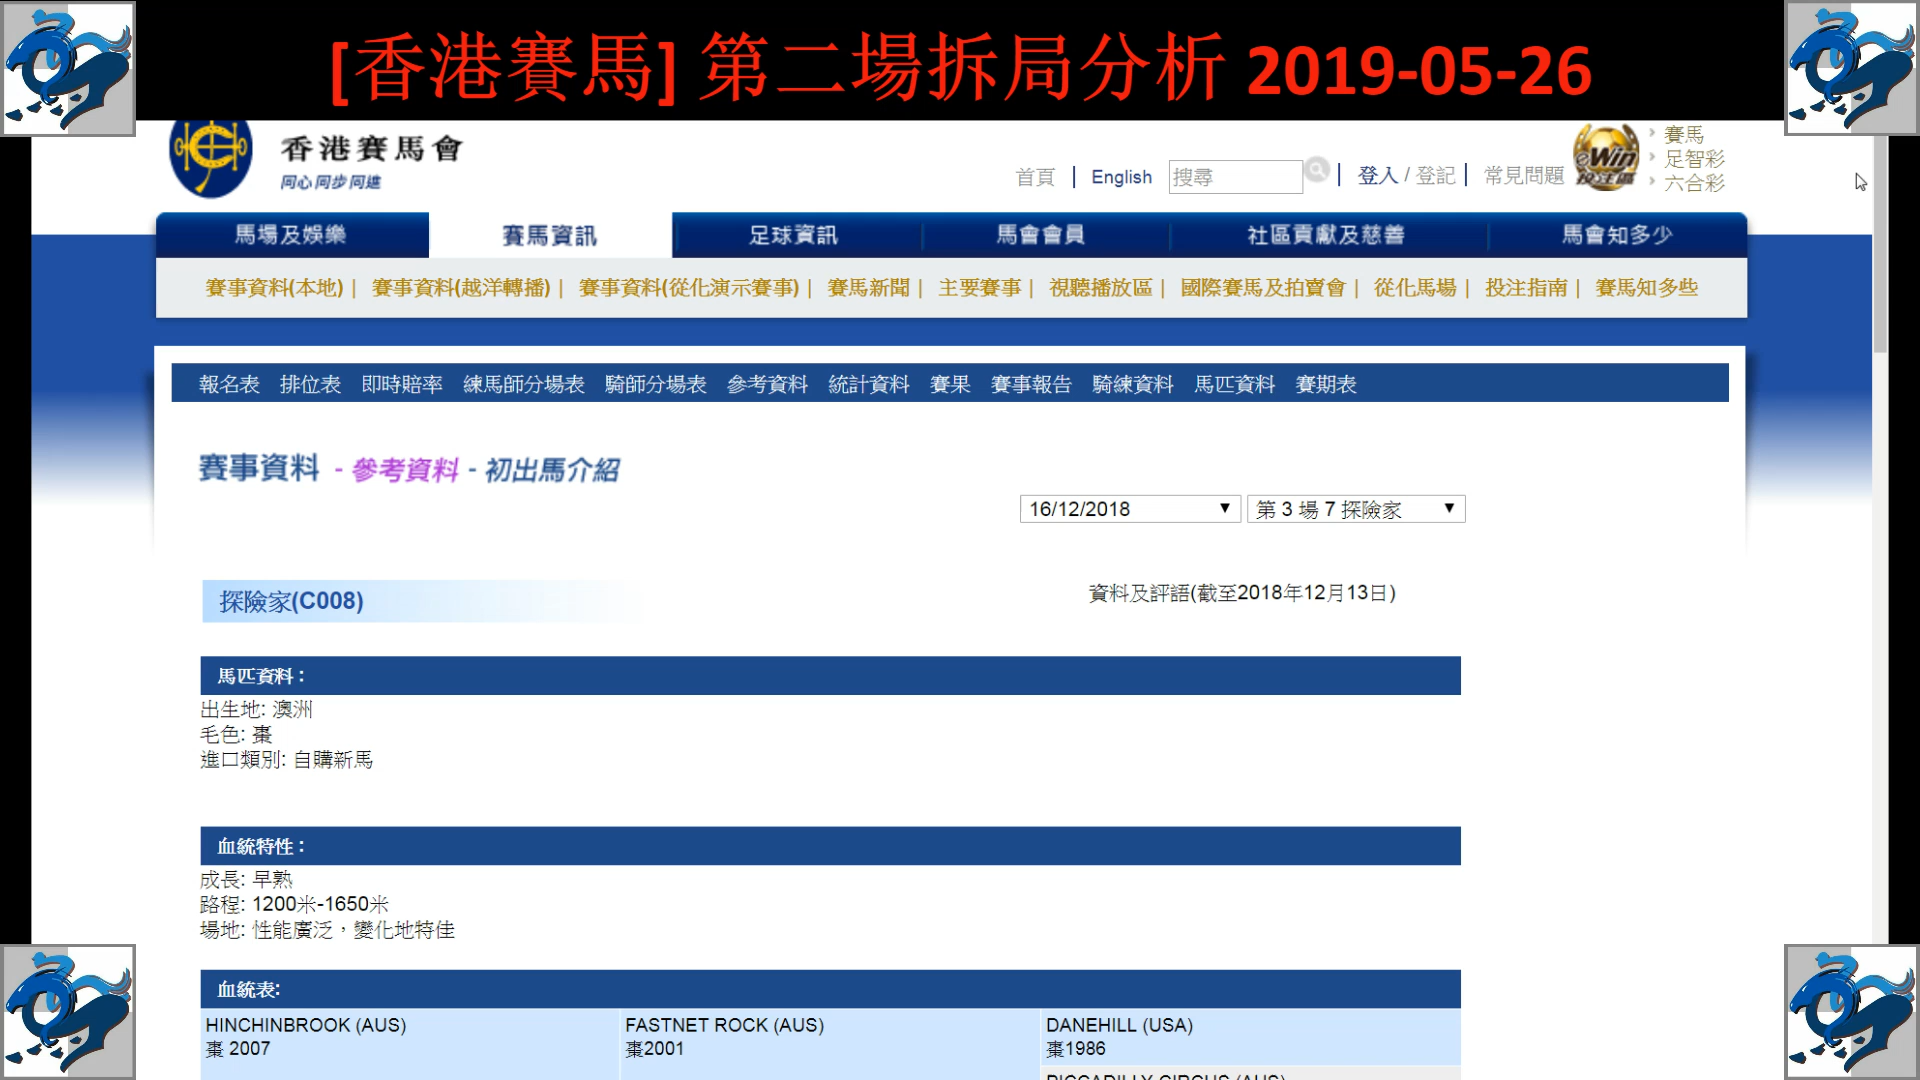 [香港賽馬] 第二場拆局分析 2019-05-26
香港賽馬會
同心同步同進
首頁 | English 搜尋 | 登入 / 登記 | 常見問題
eWin 投注區
賽馬
足智彩
六合彩
馬場及娛樂 賽馬資訊 足球資訊 馬會會員 社區貢獻及慈善 馬會知多少
賽事資料(本地) | 賽事資料(越洋轉播) | 賽事資料(從化演示賽事) | 賽馬新聞 | 主要賽事 | 視聽播放區 | 國際賽馬及拍賣會 | 從化馬場 | 投注指南 | 賽馬知多些
報名表 排位表 即時賠率 練馬師分場表 騎師分場表 參考資料 統計資料 賽果 賽事報告 騎練資料 馬匹資料 賽期表
賽事資料 - 參考資料 - 初出馬介紹
16/12/2018 第 3 場 7 探險家
探險家(C008)
資料及評語(截至2018年12月13日)
馬匹資料 :
出生地: 澳洲
毛色: 棗
進口類別: 自購新馬
血統特性 :
成長: 早熟
路程: 1200米-1650米
場地: 性能廣泛，變化地特佳
血統表:
HINCHINBROOK (AUS) FASTNET ROCK (AUS) DANEHILL (USA)
棗 2007 棗2001 棗1986
PICCADILLY CIRCUS (AUS)